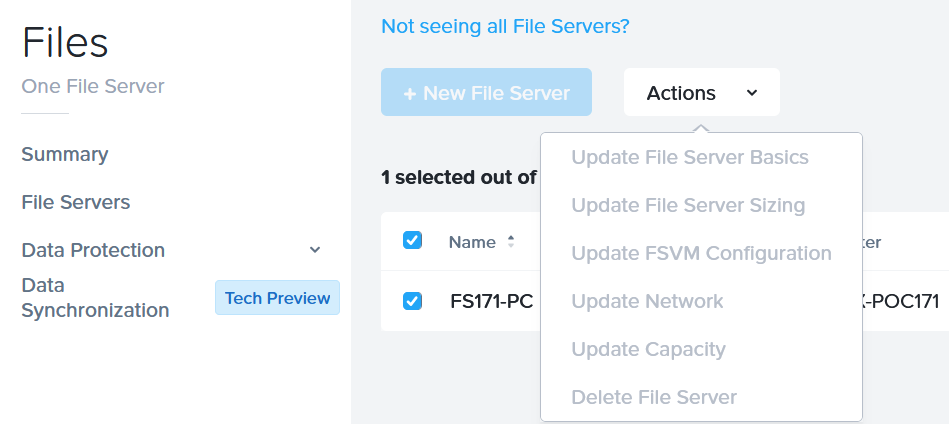 Files
One File Server
Summary
File Servers
Data Protection
Data
Synchronization
Tech Preview
Not seeing all File Servers?
+ New File Server
Actions
1 selected out of
Name
FS171-PC
Update File Server Basics
Update File Server Sizing
Update FSVM Configuration
Update Network
Update Capacity
Delete File Server
ter
-POC171